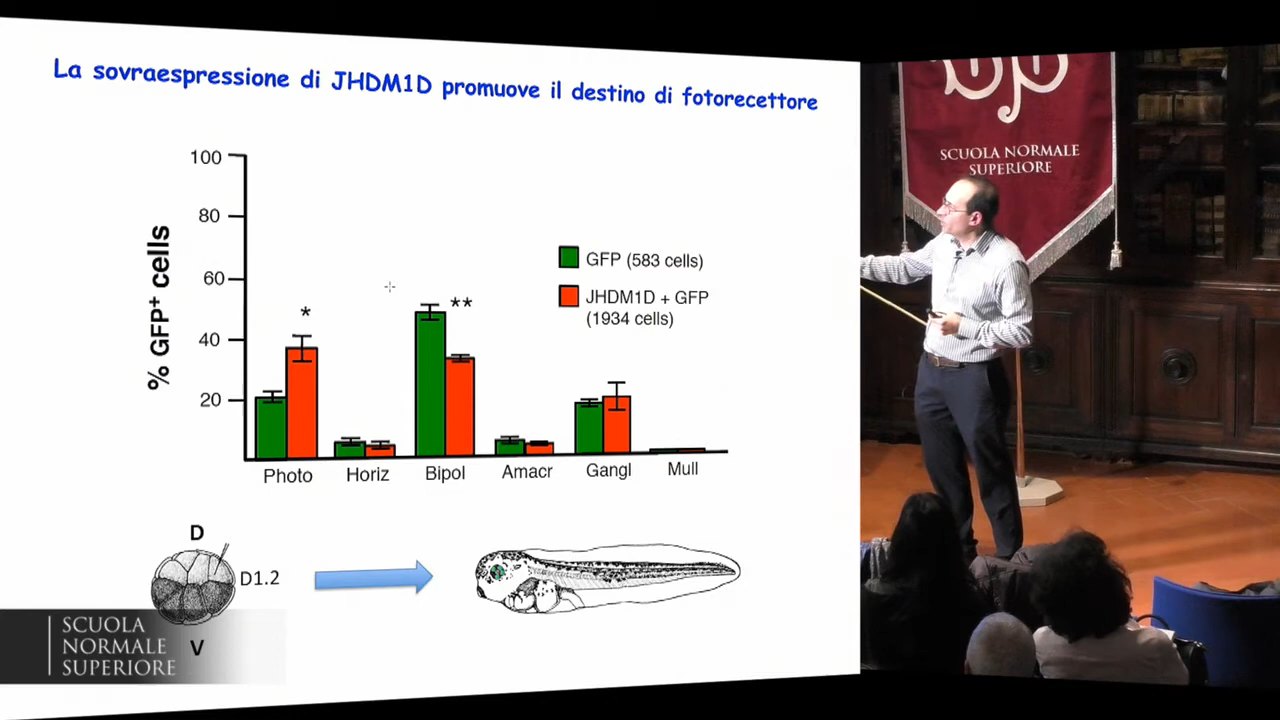 La sovraespressione di JHDM1D promuove il destino di fotorecettore
100
80
60
40
20
% GFP+ cells
*
**
GFP (583 cells)
JHDM1D + GFP
(1934 cells)
Photo
Horiz
Bipol
Amacr
Gangl
Mull
D
D1.2
V
SCUOLA
NORMALE
SUPERIORE
SCUOLA NORMALE
SUPERIORE